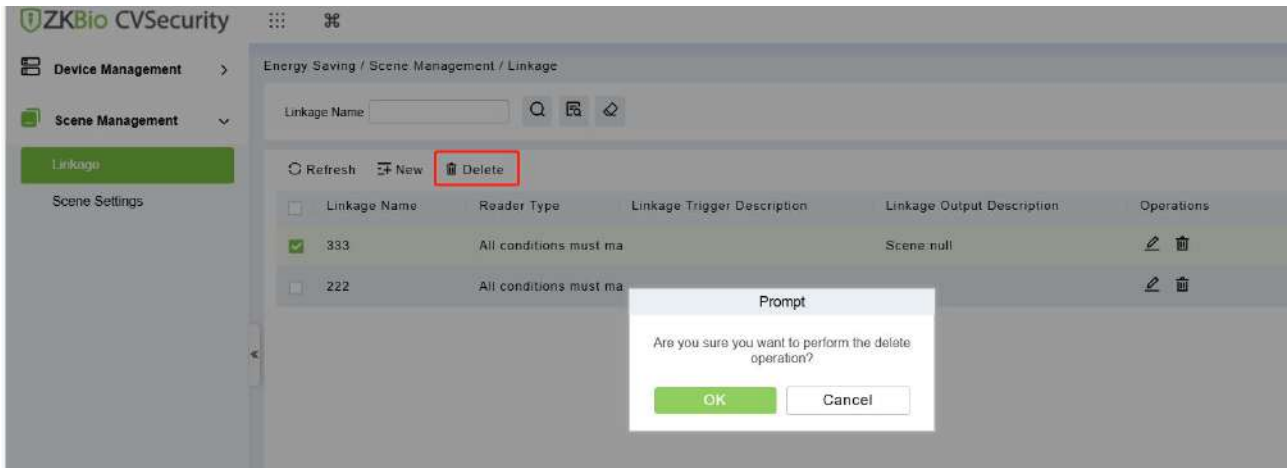 ZKBio CVSecurity
Device Management
Energy Saving / Scene Management / Linkage
Scene Management
Linkage Name
Linkage
Refresh New Delete
Scene Settings
Linkage Name Reader Type Linkage Trigger Description Linkage Output Description Operations
333 All conditions must ma Scene:null
222 All conditions must ma
Prompt
Are you sure you want to perform the delete
operation?
OK Cancel